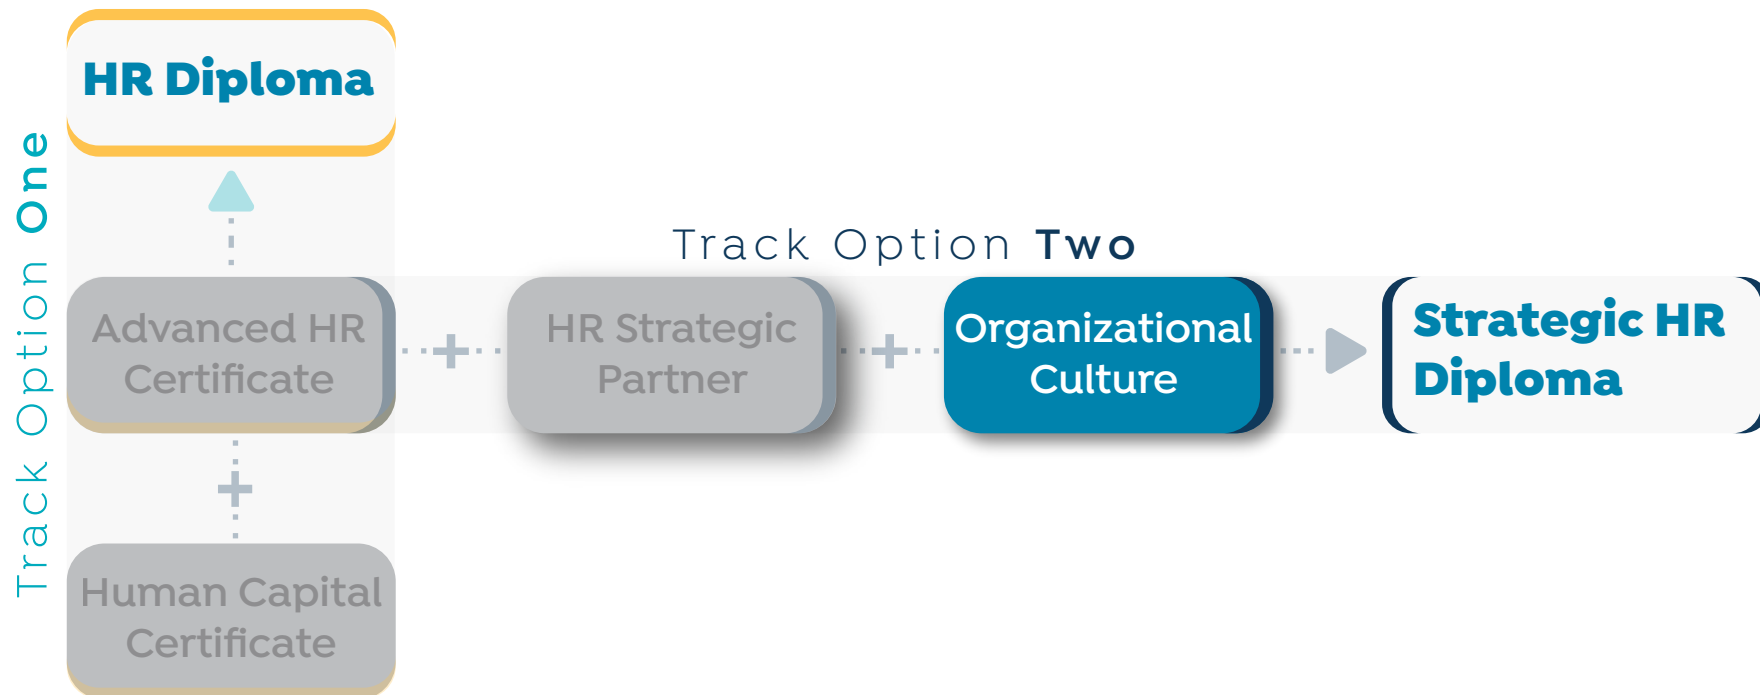 HR Diploma
Track Option One
Track Option Two
Advanced HR
Certificate
+
HR Strategic
Partner
+
Organizational
Culture
Strategic HR
Diploma
+
Human Capital
Certificate